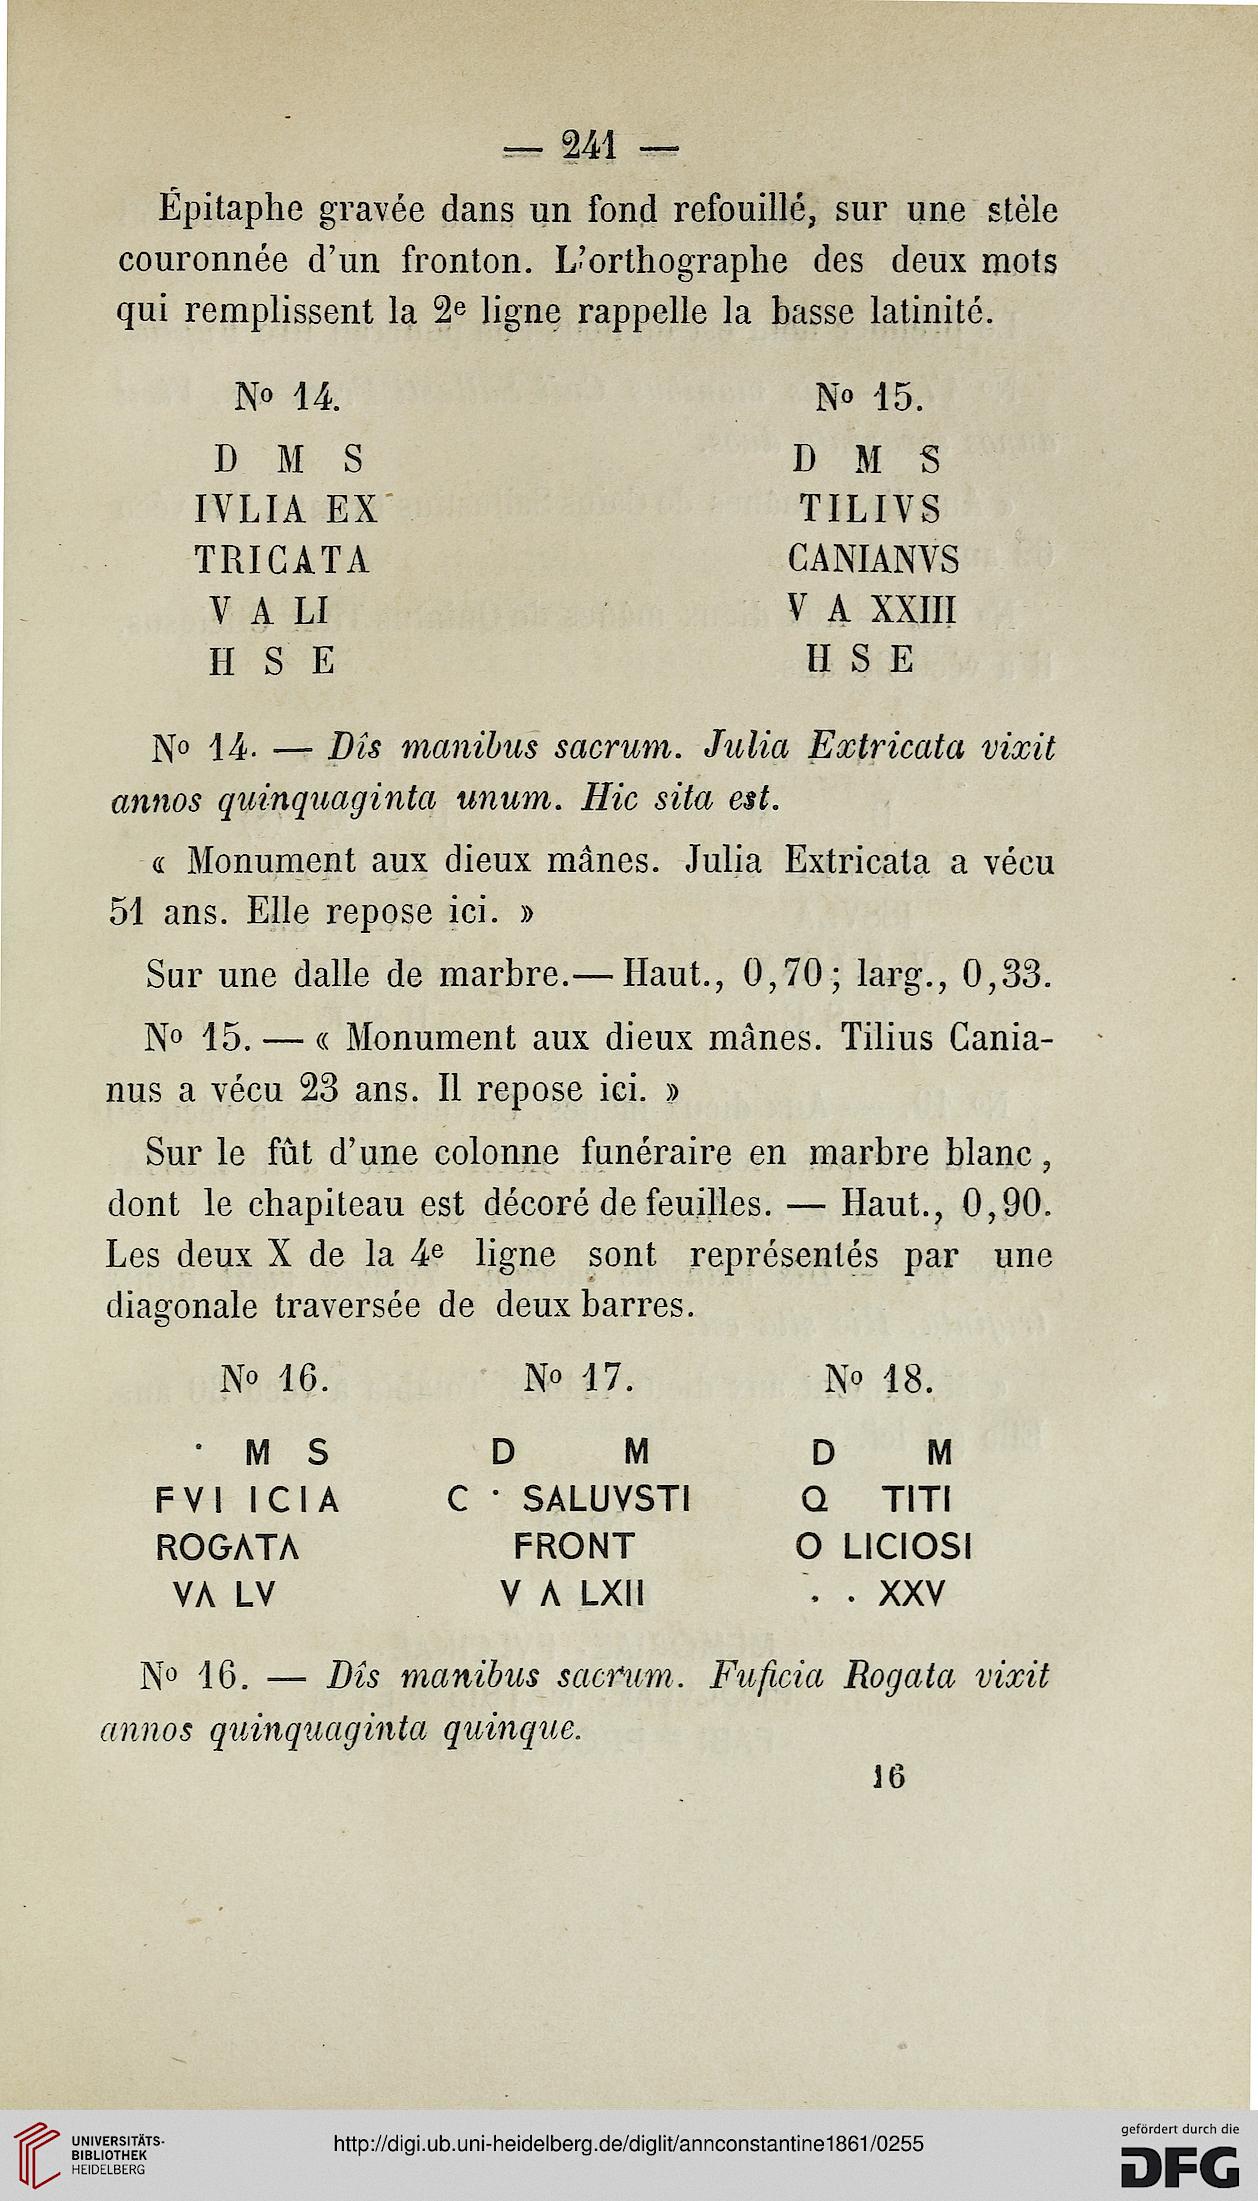 — 241 —
Épitaphe gravée dans un fond refouillé, sur une stèle
couronnée d'un fronton. L'orthographe des deux mots
qui remplissent la 2e ligne rappelle la basse latinité.
No 14.
D M S
IVLIA EX
TRICATA
V A LI
H S E
No 15.
D M S
TILIVS
CANIANVS
V A XXIII
H S E
No 14. — Dîs manibus sacrum. Julia Extricata vixit
annos quinquaginta unum. Hic sita est.
« Monument aux dieux mânes. Julia Extricata a vécu
51 ans. Elle repose ici. »
Sur une dalle de marbre. — Haut., 0,70; larg., 0,33.
No 15. — « Monument aux dieux mânes. Tilius Cania-
nus a vécu 23 ans. Il repose ici. »
Sur le fût d'une colonne funéraire en marbre blanc,
dont le chapiteau est décoré de feuilles. — Haut., 0,90.
Les deux X de la 4e ligne sont représentés par une
diagonale traversée de deux barres.
No 16.
· M S
FVI ICIA
ROGΛTΛ
VΛ LV
No 17.
D M
C · SALUVSTI
FRONT
V Λ LXII
No 18.
D M
Q TITI
O LICIOSI
. . XXV
No 16. — Dîs manibus sacrum. Fuficia Rogata vixit
annos quinquaginta quinque.
16
UNIVERSITÄTS-
BIBLIOTHEK
HEIDELBERG
http://digi.ub.uni-heidelberg.de/diglit/annconstantine1861/0255
gefördert durch die
DFG